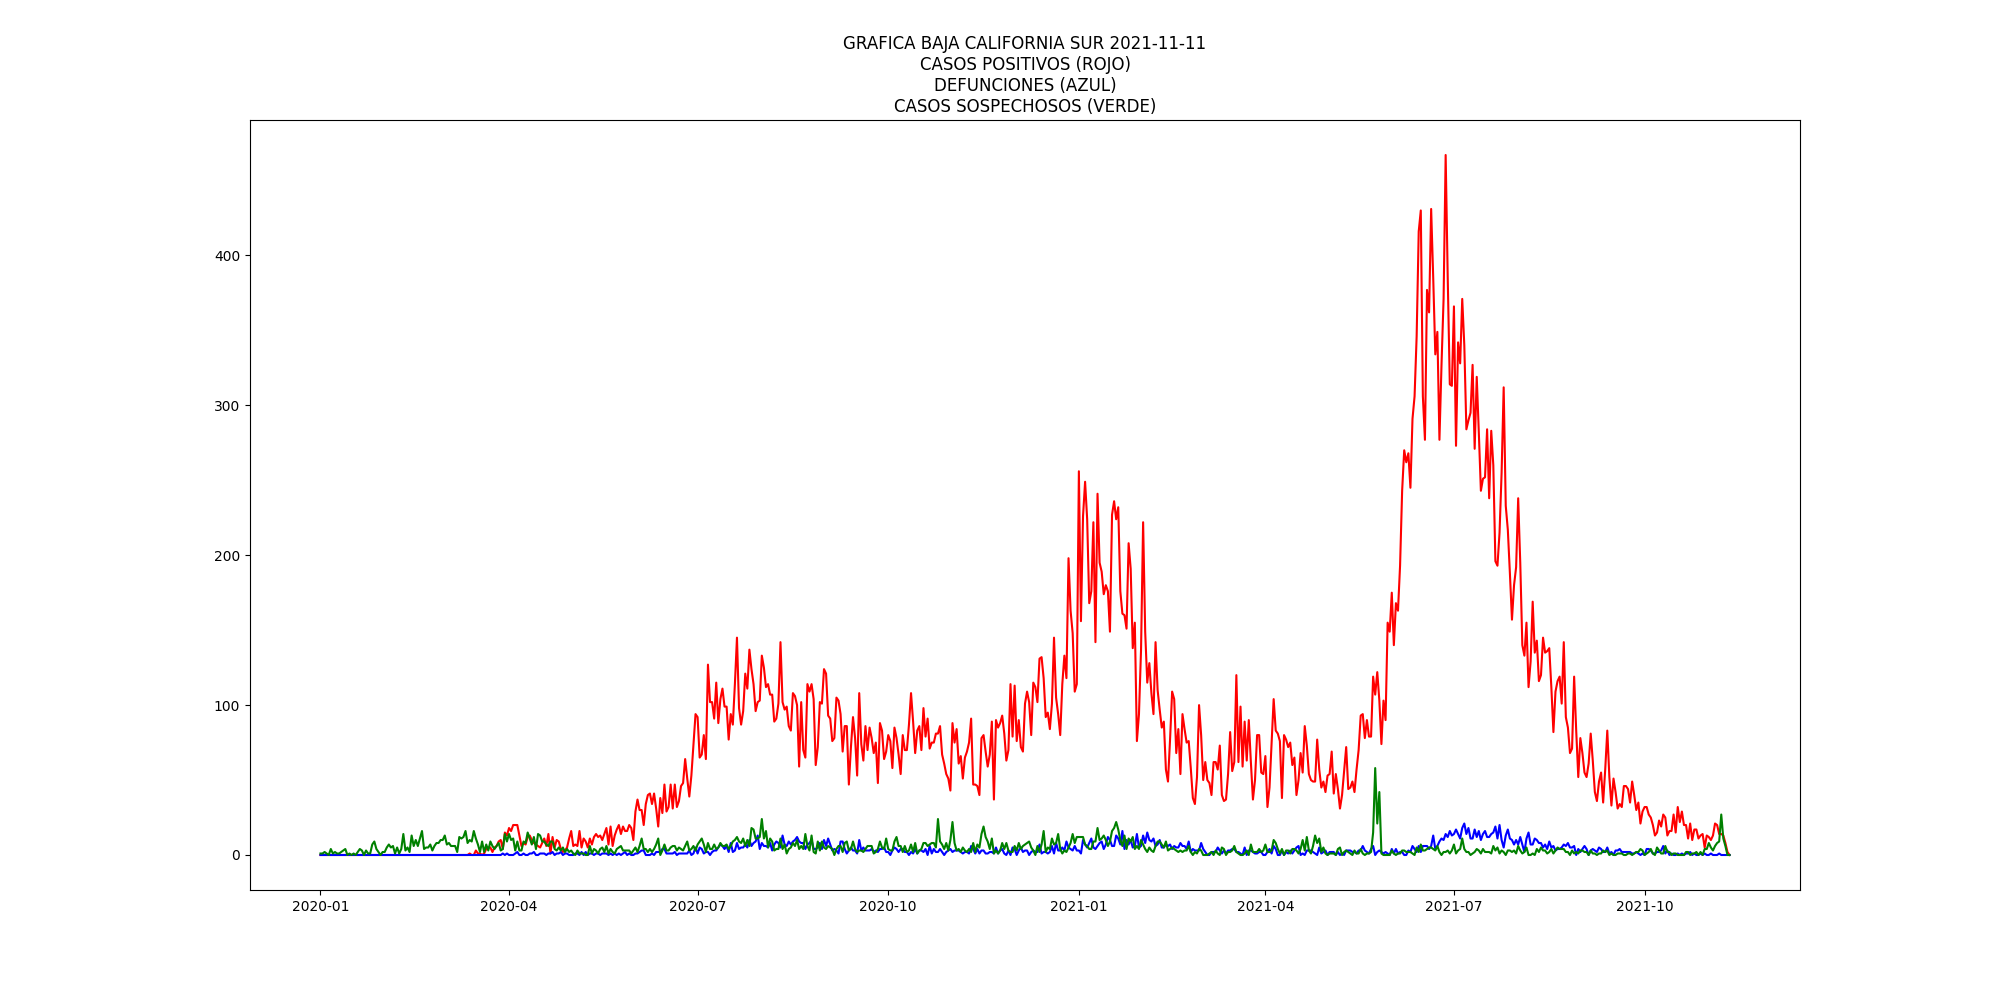 GRAFICA BAJA CALIFORNIA SUR 2021-11-11
CASOS POSITIVOS (ROJO)
DEFUNCIONES (AZUL)
CASOS SOSPECHOSOS (VERDE)
400
300
200
100
0
2020-01 2020-04 2020-07 2020-10 2021-01 2021-04 2021-07 2021-10